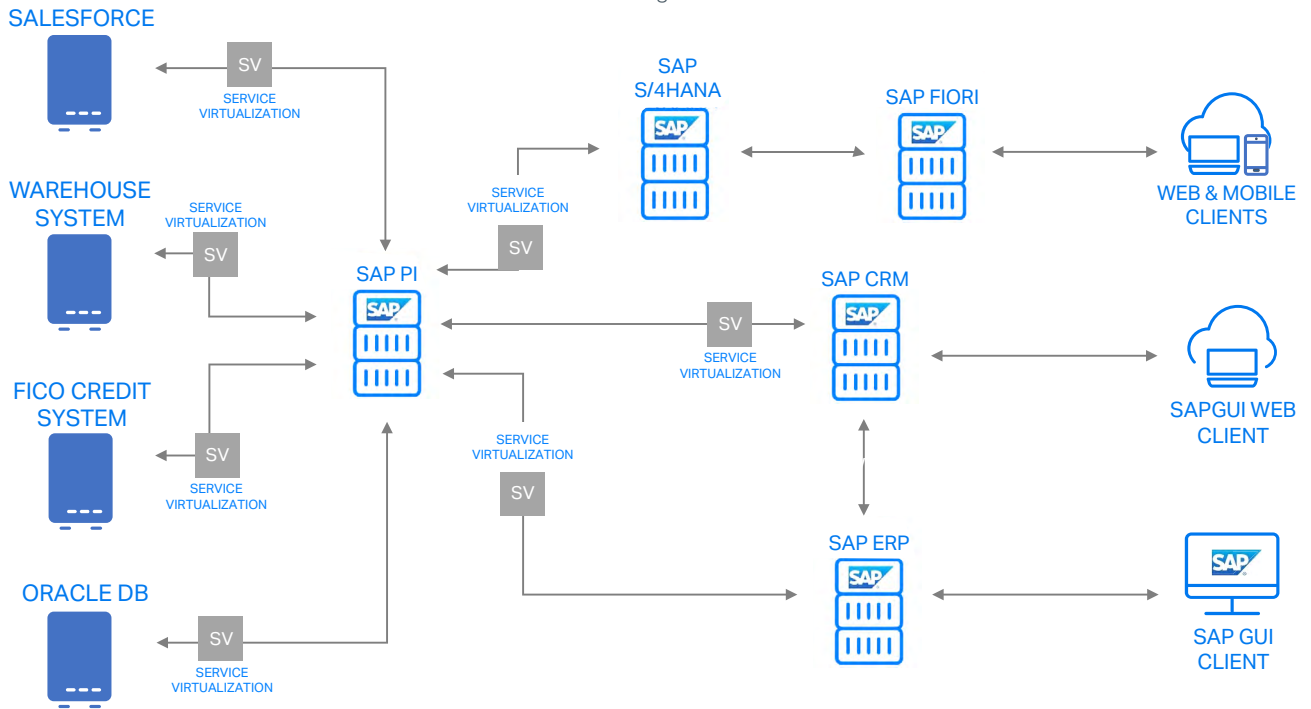 SALESFORCE
SV
SERVICE
VIRTUALIZATION
SAP
S/4HANA
SAP
SAP FIORI
SAP
WEB & MOBILE
CLIENTS
WAREHOUSE
SYSTEM
SERVICE
VIRTUALIZATION
SV
SERVICE
VIRTUALIZATION
SV
SAP PI
SAP
SAP CRM
SAP
SV
SERVICE
VIRTUALIZATION
SAPGUI WEB
CLIENT
FICO CREDIT
SYSTEM
SV
SERVICE
VIRTUALIZATION
SERVICE
VIRTUALIZATION
SV
SAP ERP
SAP
SAP
SAP GUI
CLIENT
ORACLE DB
SV
SERVICE
VIRTUALIZATION